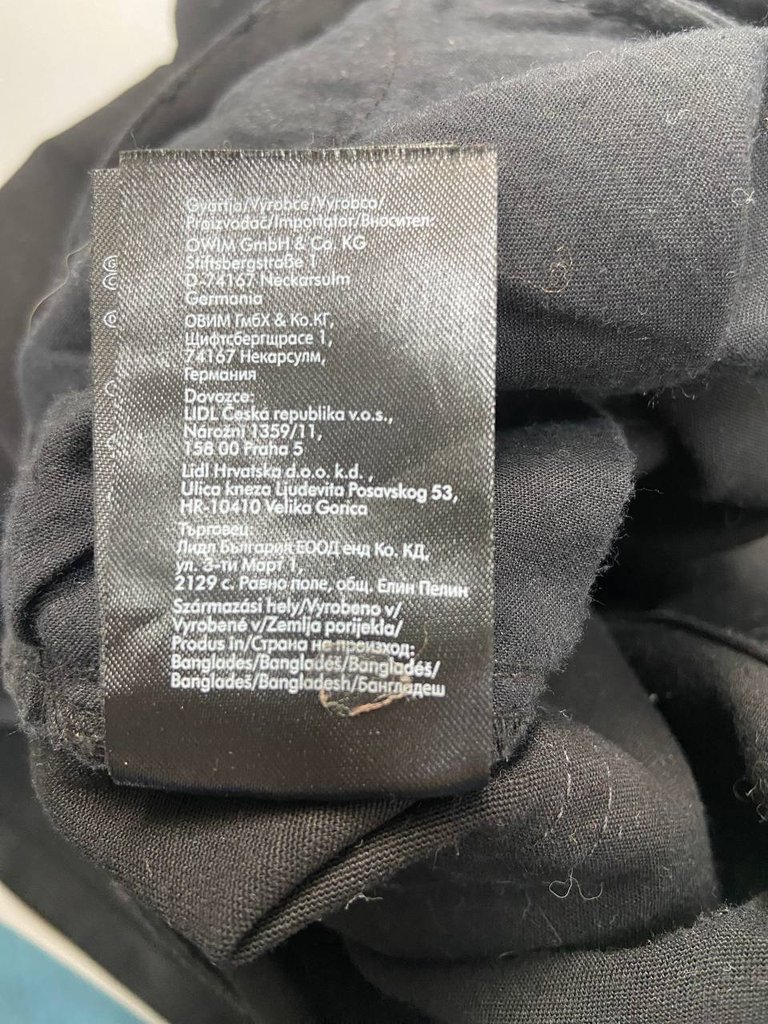 Gyártja/Vyrobce/Výrobca/
Proizvođač/Importator/Вносител:
OWIM GmbH & Co. KG
Stiftsbergstraße 1
D-74167 Neckarsulm
Germania
ОВИМ ГмбХ & Ко.КГ,
Щифтсбергщрасе 1,
74167 Некарсулм,
Германия
Dovozce:
LIDL Česká republika v.o.s.,
Nárožní 1359/11,
158 00 Praha 5
Lidl Hrvatska d.o.o. k.d. ,
Ulica kneza Ljudevita Posavskog 53,
HR-10410 Velika Gorica
Търговец:
Лидл България ЕООД енд Ко. КД,
ул. 3-ти Март 1,
2129 с. Равно поле, общ. Елин Пелин
Származási hely/Vyrobeno v/
Vyrobené v/Zemlja porijekla/
Produs in/Страна на произход:
Banglades/Bangladéš/Bangladéš/
Bangladeš/Bangladesh/Бангладеш